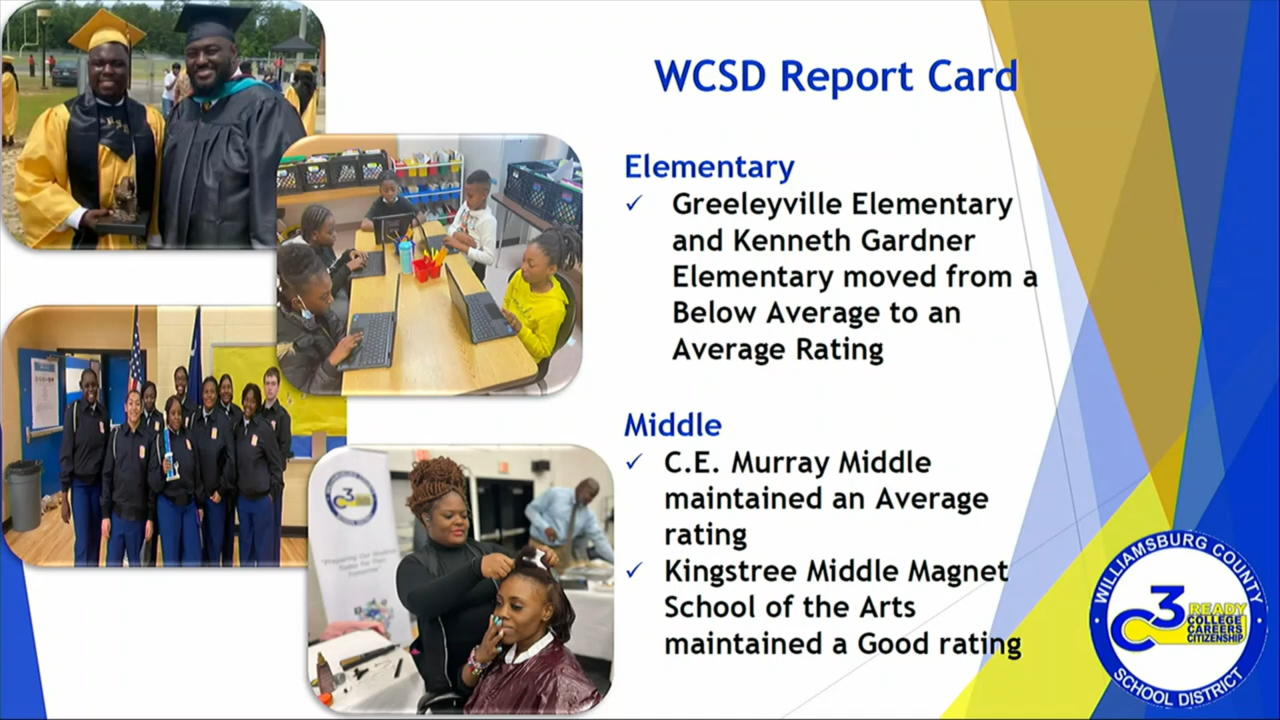 WCSD Report Card
Elementary
✓ Greeleyville Elementary
and Kenneth Gardner
Elementary moved from a
Below Average to an
Average Rating
Middle
✓ C.E. Murray Middle
maintained an Average
rating
✓ Kingstree Middle Magnet
School of the Arts
maintained a Good rating
WILLIAMSBURG COUNTY
C3
READY
COLLEGE
CAREERS
CITIZENSHIP
SCHOOL DISTRICT